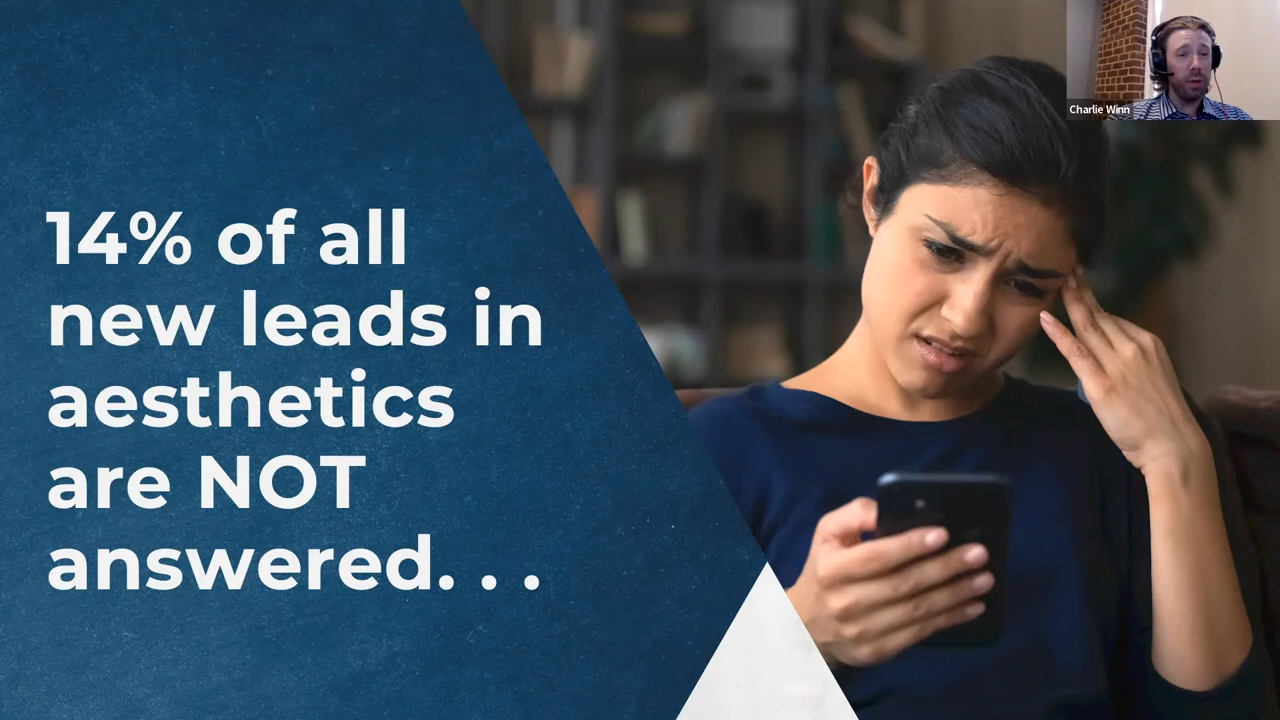 14% of all
new leads in
aesthetics
are NOT
answered. . .
Charlie Winn